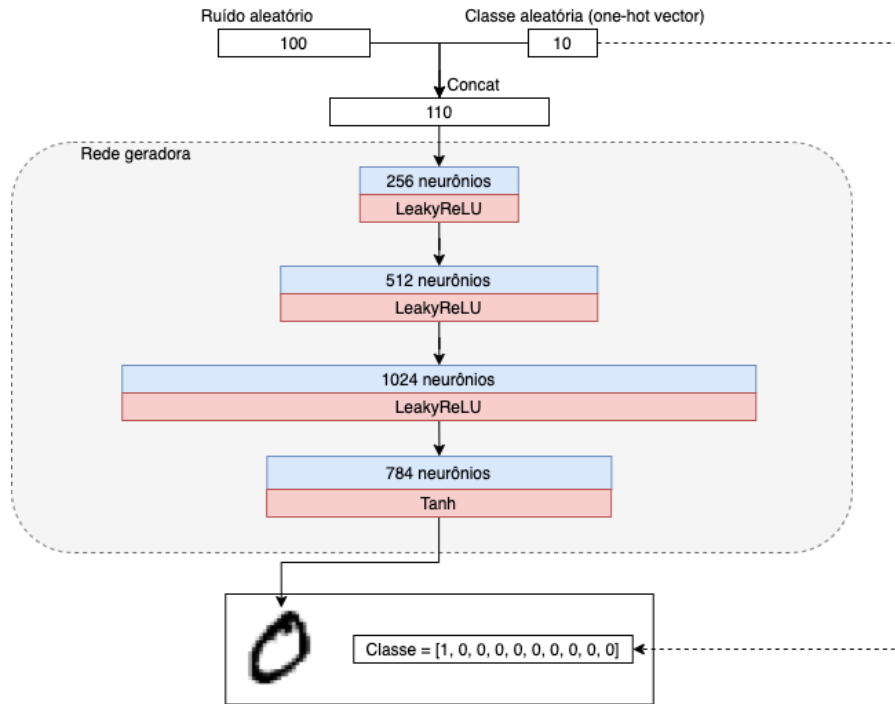 Ruído aleatório
Classe aleatória (one-hot vector)
100
10
Concat
110
Rede geradora
256 neurônios
LeakyReLU
512 neurônios
LeakyReLU
1024 neurônios
LeakyReLU
784 neurônios
Tanh
Classe = [1, 0, 0, 0, 0, 0, 0, 0, 0, 0]